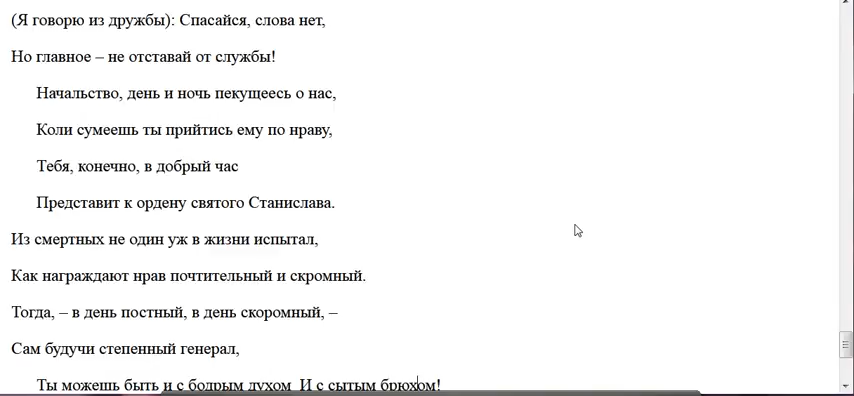 (Я говорю из дружбы): Спасайся, слова нет,
Но главное – не отставай от службы!
Начальство, день и ночь пекущеесь о нас,
Коли сумеешь ты прийтись ему по нраву,
Тебя, конечно, в добрый час
Представит к ордену святого Станислава.
Из смертных не один уж в жизни испытал,
Как награждают нрав почтительный и скромный.
Тогда, – в день постный, в день скоромный, –
Сам будучи степенный генерал,
Ты можешь быть и с бодрым духом И с сытым брюхом!